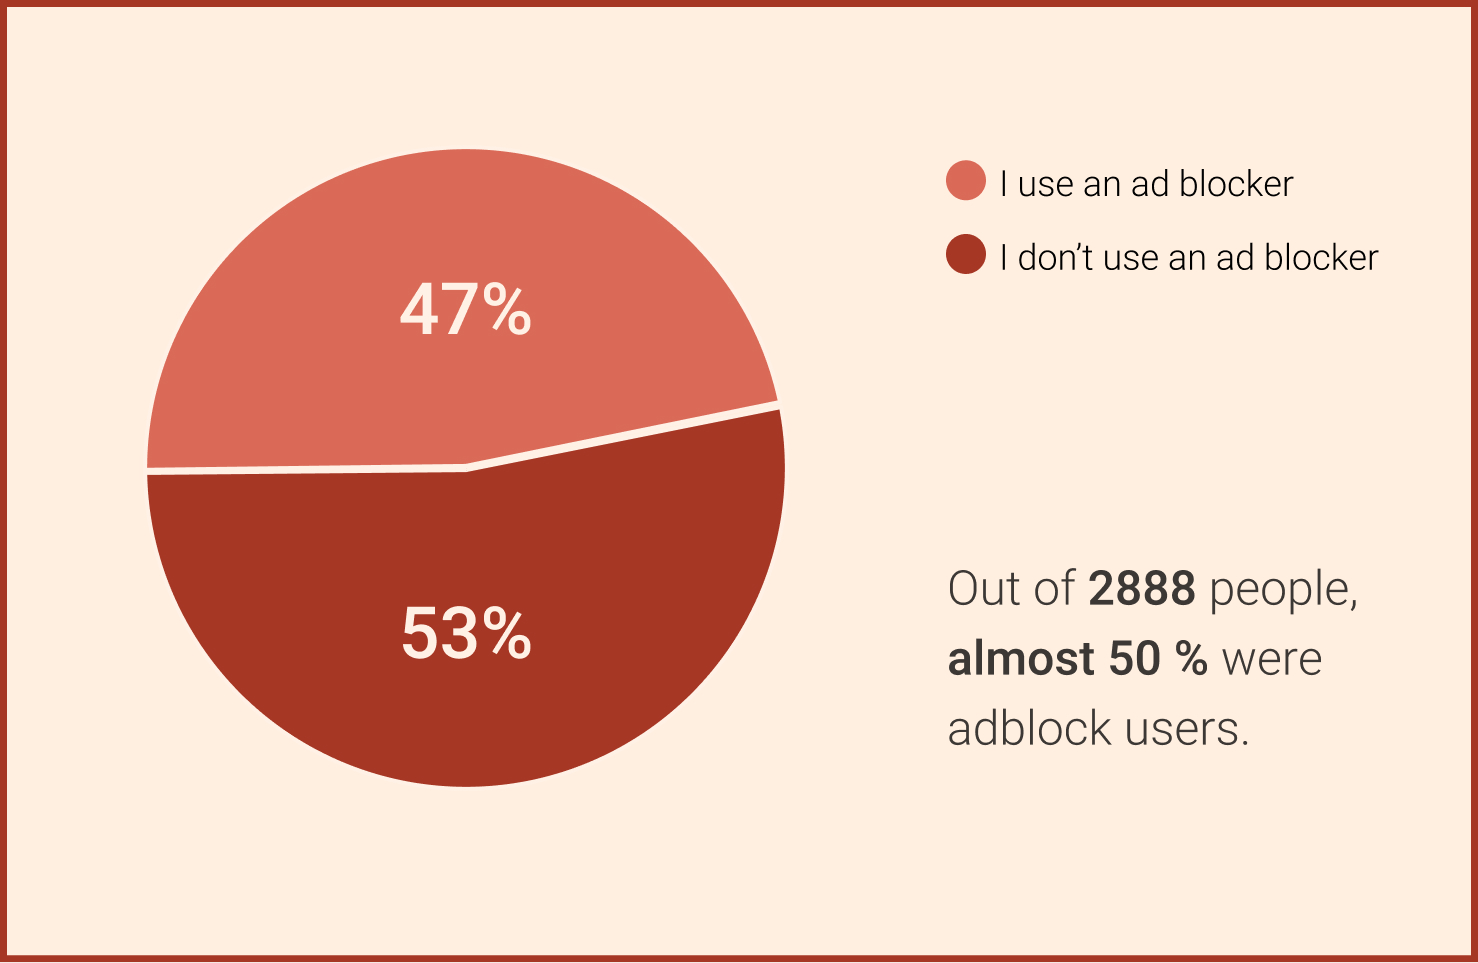 47%
53%
I use an ad blocker
I don’t use an ad blocker
Out of 2888 people,
almost 50 % were
adblock users.